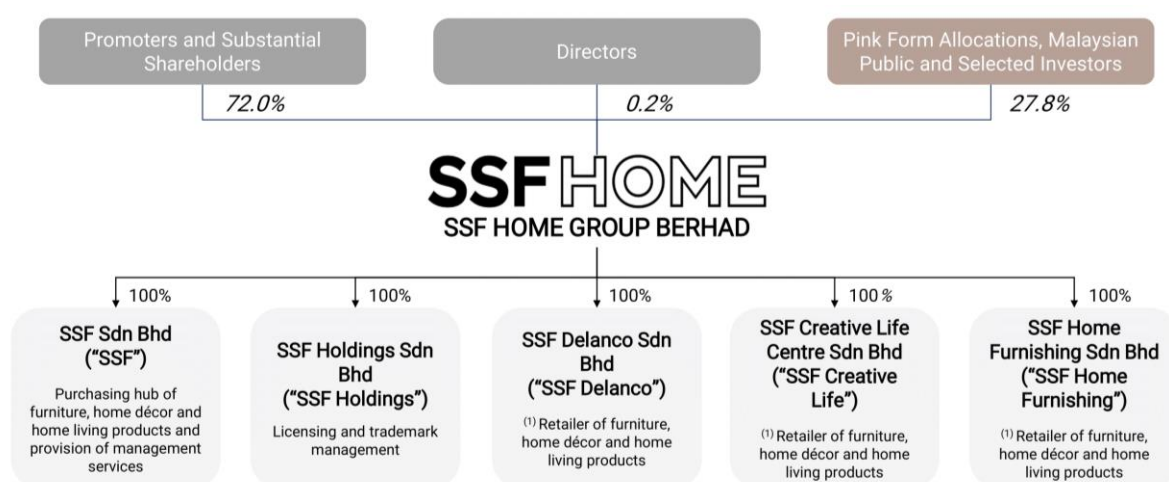 Promoters and Substantial
Shareholders
Directors
Pink Form Allocations, Malaysian
Public and Selected Investors
72.0%
0.2%
27.8%
SSFHOME
SSF HOME GROUP BERHAD
100%
100%
100%
100%
100%
SSF Sdn Bhd
("SSF")
Purchasing hub of
furniture, home décor and
home living products and
provision of management
services
SSF Holdings Sdn
Bhd
("SSF Holdings")
Licensing and trademark
management
SSF Delanco Sdn
Bhd
("SSF Delanco")
(1) Retailer of furniture,
home décor and home
living products
SSF Creative Life
Centre Sdn Bhd
("SSF Creative
Life")
(1) Retailer of furniture,
home décor and home
living products
SSF Home
Furnishing Sdn Bhd
("SSF Home
Furnishing")
(1) Retailer of furniture,
home décor and home
living products